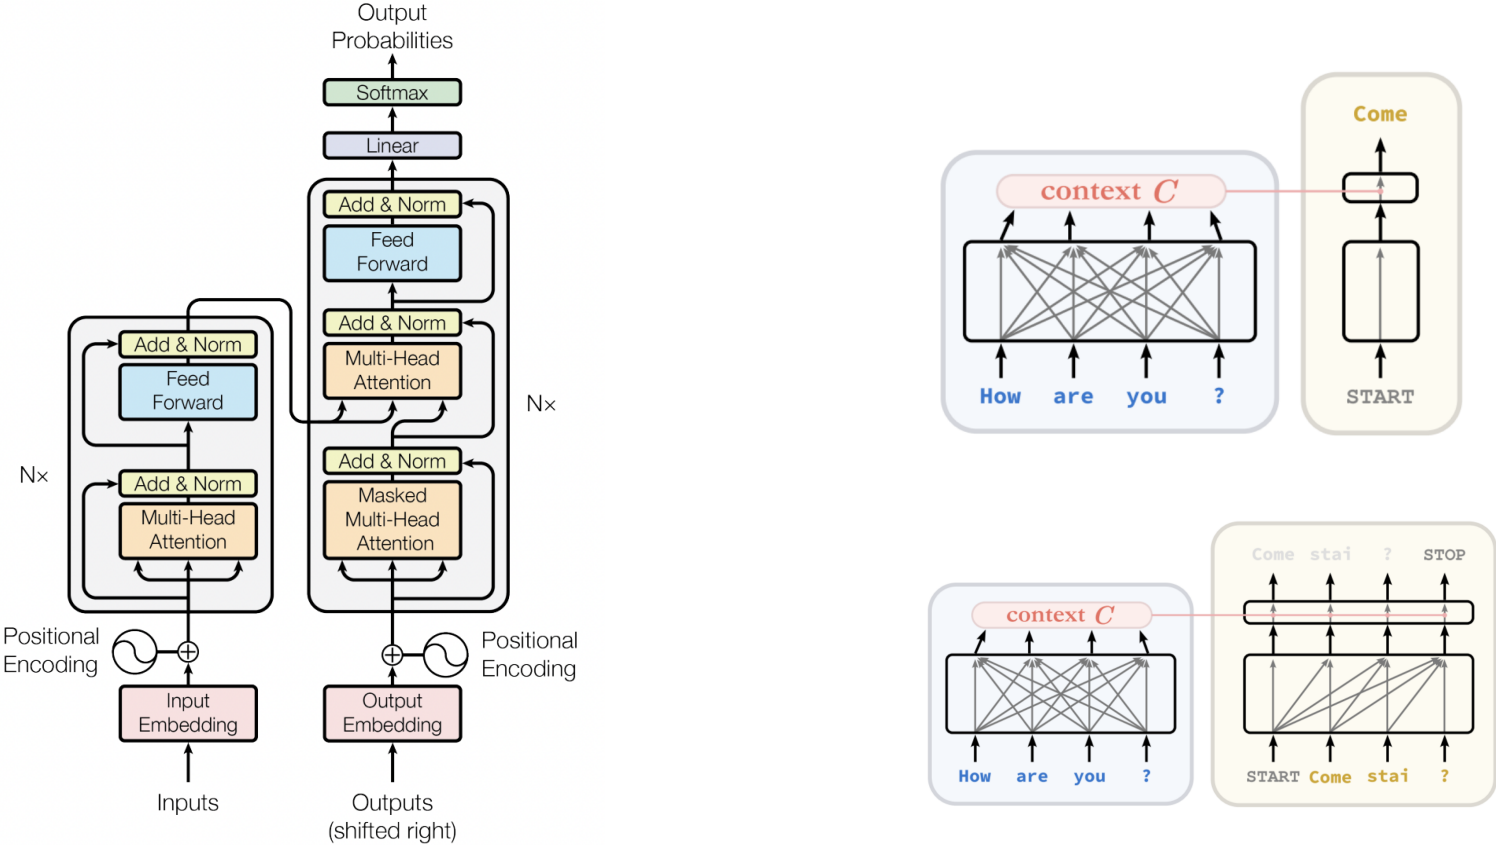 Output
Probabilities
Softmax
Linear
Add & Norm
Feed
Forward
Add & Norm
Multi-Head
Attention
Add & Norm
Masked
Multi-Head
Attention
N×
Add & Norm
Feed
Forward
Add & Norm
Multi-Head
Attention
N×
Positional
Encoding
Positional
Encoding
Input
Embedding
Output
Embedding
Inputs
Outputs
(shifted right)
context C
How are you ?
Come
START
context C
How are you ?
Come stai ? STOP
START Come stai ?